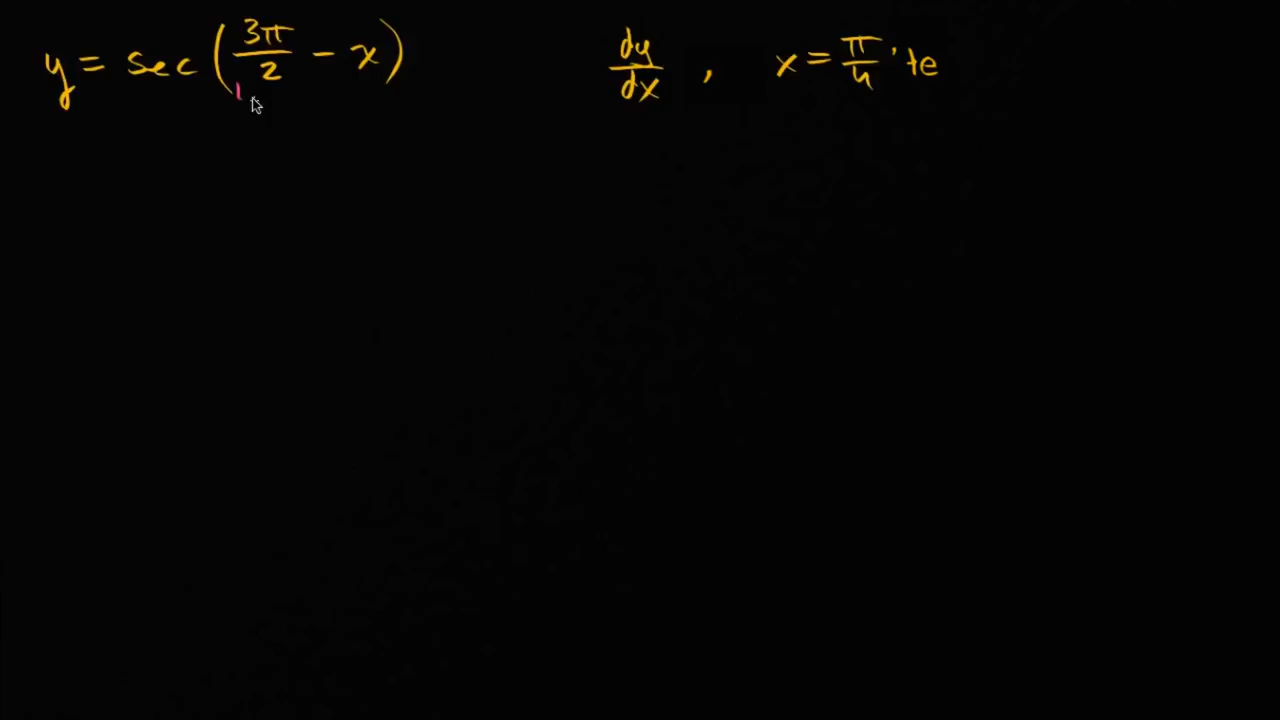 y = sec(3π/2 - x)
dy/dx , x = π/4 'te